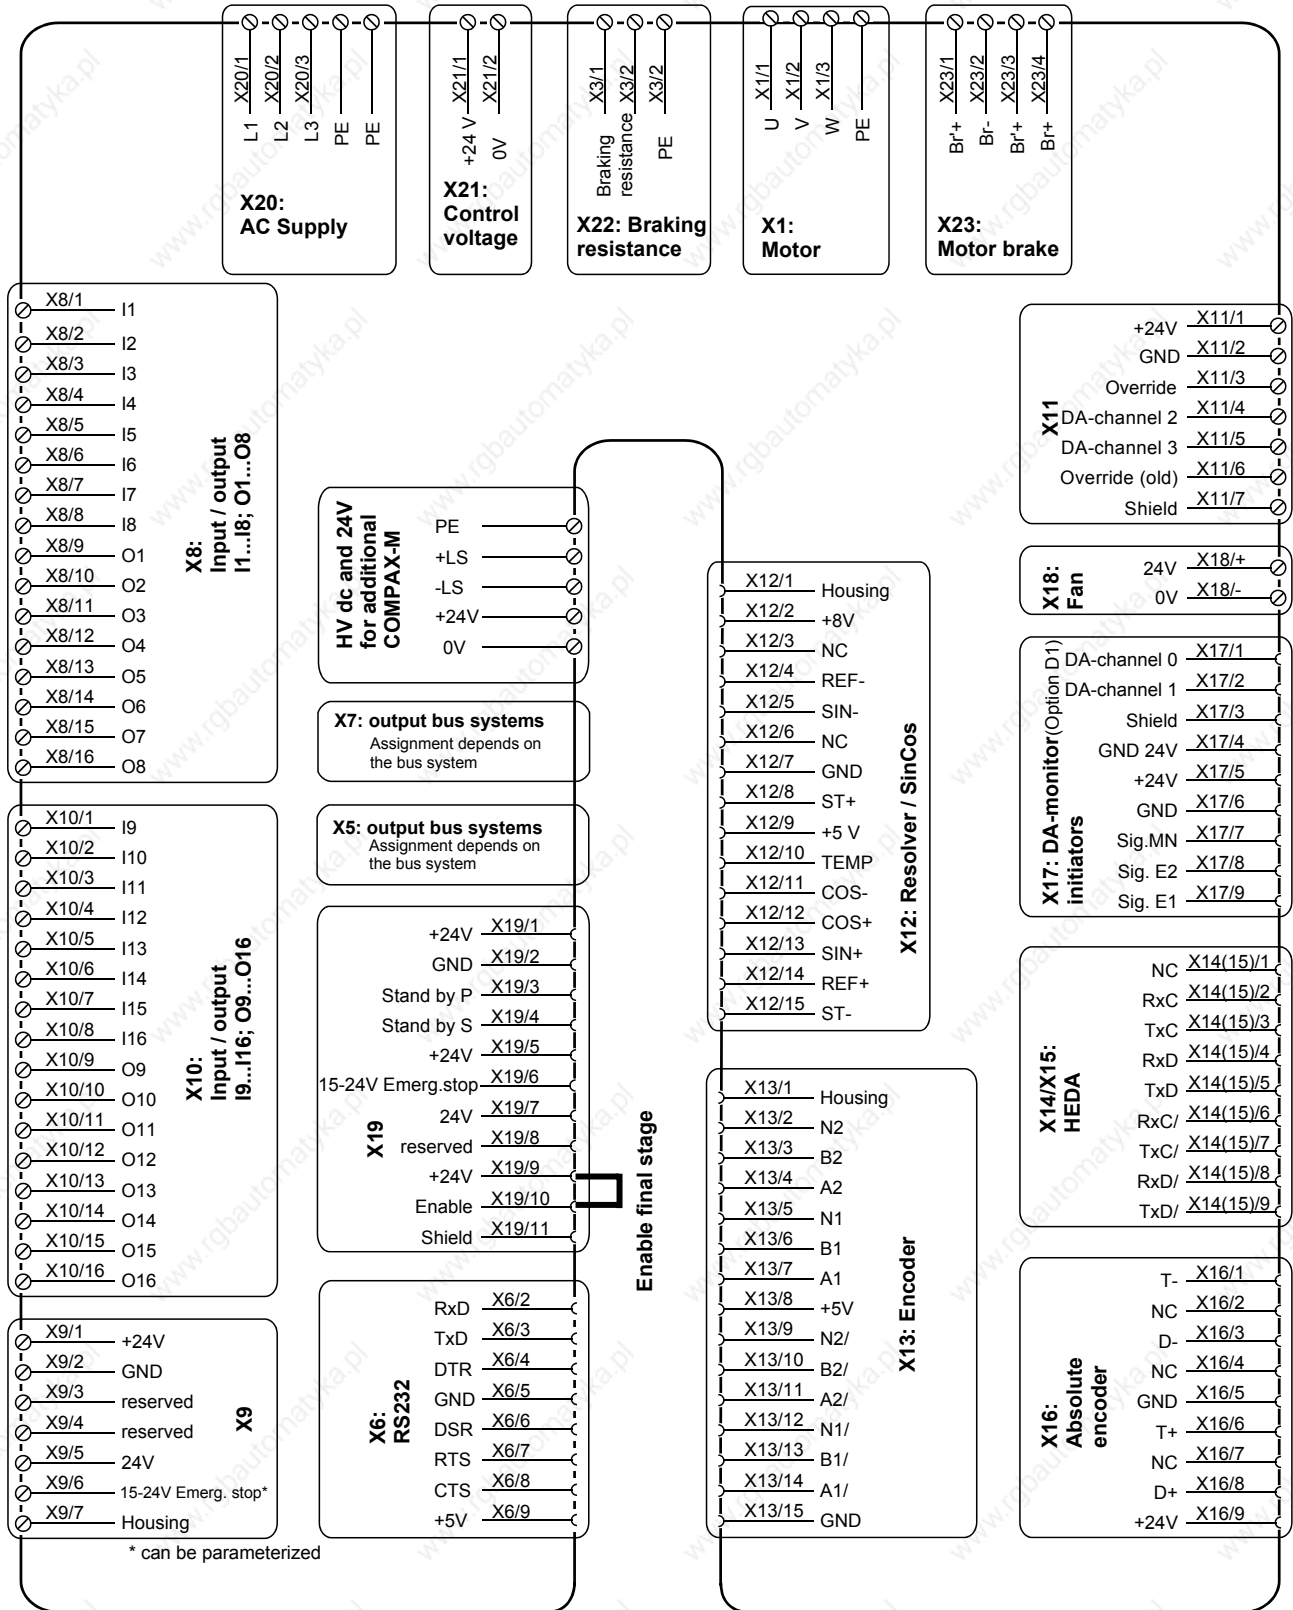 X20/1
X20/2
X20/3
L1
L2
L3
PE
PE
X20:
AC Supply
X21/1
X21/2
+24 V
0V
X21:
Control
voltage
X3/1
X3/2
X3/2
Braking
resistance
PE
X22: Braking
resistance
X1/1
X1/2
X1/3
U
V
W
PE
X1:
Motor
X23/1
X23/2
X23/3
X23/4
Br'+
Br-
Br'+
Br+
X23:
Motor brake
X8/1 I1
X8/2 I2
X8/3 I3
X8/4 I4
X8/5 I5
X8/6 I6
X8/7 I7
X8/8 I8
X8/9 O1
X8/10 O2
X8/11 O3
X8/12 O4
X8/13 O5
X8/14 O6
X8/15 O7
X8/16 O8
X8:
Input / output
I1...I8; O1...O8
X10/1 I9
X10/2 I10
X10/3 I11
X10/4 I12
X10/5 I13
X10/6 I14
X10/7 I15
X10/8 I16
X10/9 O9
X10/10 O10
X10/11 O11
X10/12 O12
X10/13 O13
X10/14 O14
X10/15 O15
X10/16 O16
X10:
Input / output
I9...I16; O9...O16
X9/1 +24V
X9/2 GND
X9/3 reserved
X9/4 reserved
X9/5 24V
X9/6 15-24V Emerg. stop*
X9/7 Housing
X9
* can be parameterized
HV dc and 24V
for additional
COMPAX-M
PE
+LS
-LS
+24V
0V
X7: output bus systems
Assignment depends on
the bus system
X5: output bus systems
Assignment depends on
the bus system
X19
+24V X19/1
GND X19/2
Stand by P X19/3
Stand by S X19/4
+24V X19/5
15-24V Emerg.stop X19/6
24V X19/7
reserved X19/8
+24V X19/9
Enable X19/10
Shield X19/11
Enable final stage
X6:
RS232
RxD X6/2
TxD X6/3
DTR X6/4
GND X6/5
DSR X6/6
RTS X6/7
CTS X6/8
+5V X6/9
X12/1 Housing
X12/2 +8V
X12/3 NC
X12/4 REF-
X12/5 SIN-
X12/6 NC
X12/7 GND
X12/8 ST+
X12/9 +5 V
X12/10 TEMP
X12/11 COS-
X12/12 COS+
X12/13 SIN+
X12/14 REF+
X12/15 ST-
X12: Resolver / SinCos
X13/1 Housing
X13/2 N2
X13/3 B2
X13/4 A2
X13/5 N1
X13/6 B1
X13/7 A1
X13/8 +5V
X13/9 N2/
X13/10 B2/
X13/11 A2/
X13/12 N1/
X13/13 B1/
X13/14 A1/
X13/15 GND
X13: Encoder
X11
+24V X11/1
GND X11/2
Override X11/3
DA-channel 2 X11/4
DA-channel 3 X11/5
Override (old) X11/6
Shield X11/7
X18:
Fan
24V X18/+
0V X18/-
X17: DA-monitor(Option D1)
initiators
DA-channel 0 X17/1
DA-channel 1 X17/2
Shield X17/3
GND 24V X17/4
+24V X17/5
GND X17/6
Sig.MN X17/7
Sig. E2 X17/8
Sig. E1 X17/9
X14/X15:
HEDA
NC X14(15)/1
RxC X14(15)/2
TxC X14(15)/3
RxD X14(15)/4
TxD X14(15)/5
RxC/ X14(15)/6
TxC/ X14(15)/7
RxD/ X14(15)/8
TxD/ X14(15)/9
X16:
Absolute
encoder
T- X16/1
NC X16/2
D- X16/3
NC X16/4
GND X16/5
T+ X16/6
NC X16/7
D+ X16/8
+24V X16/9
www.rgbautomatyka.pl